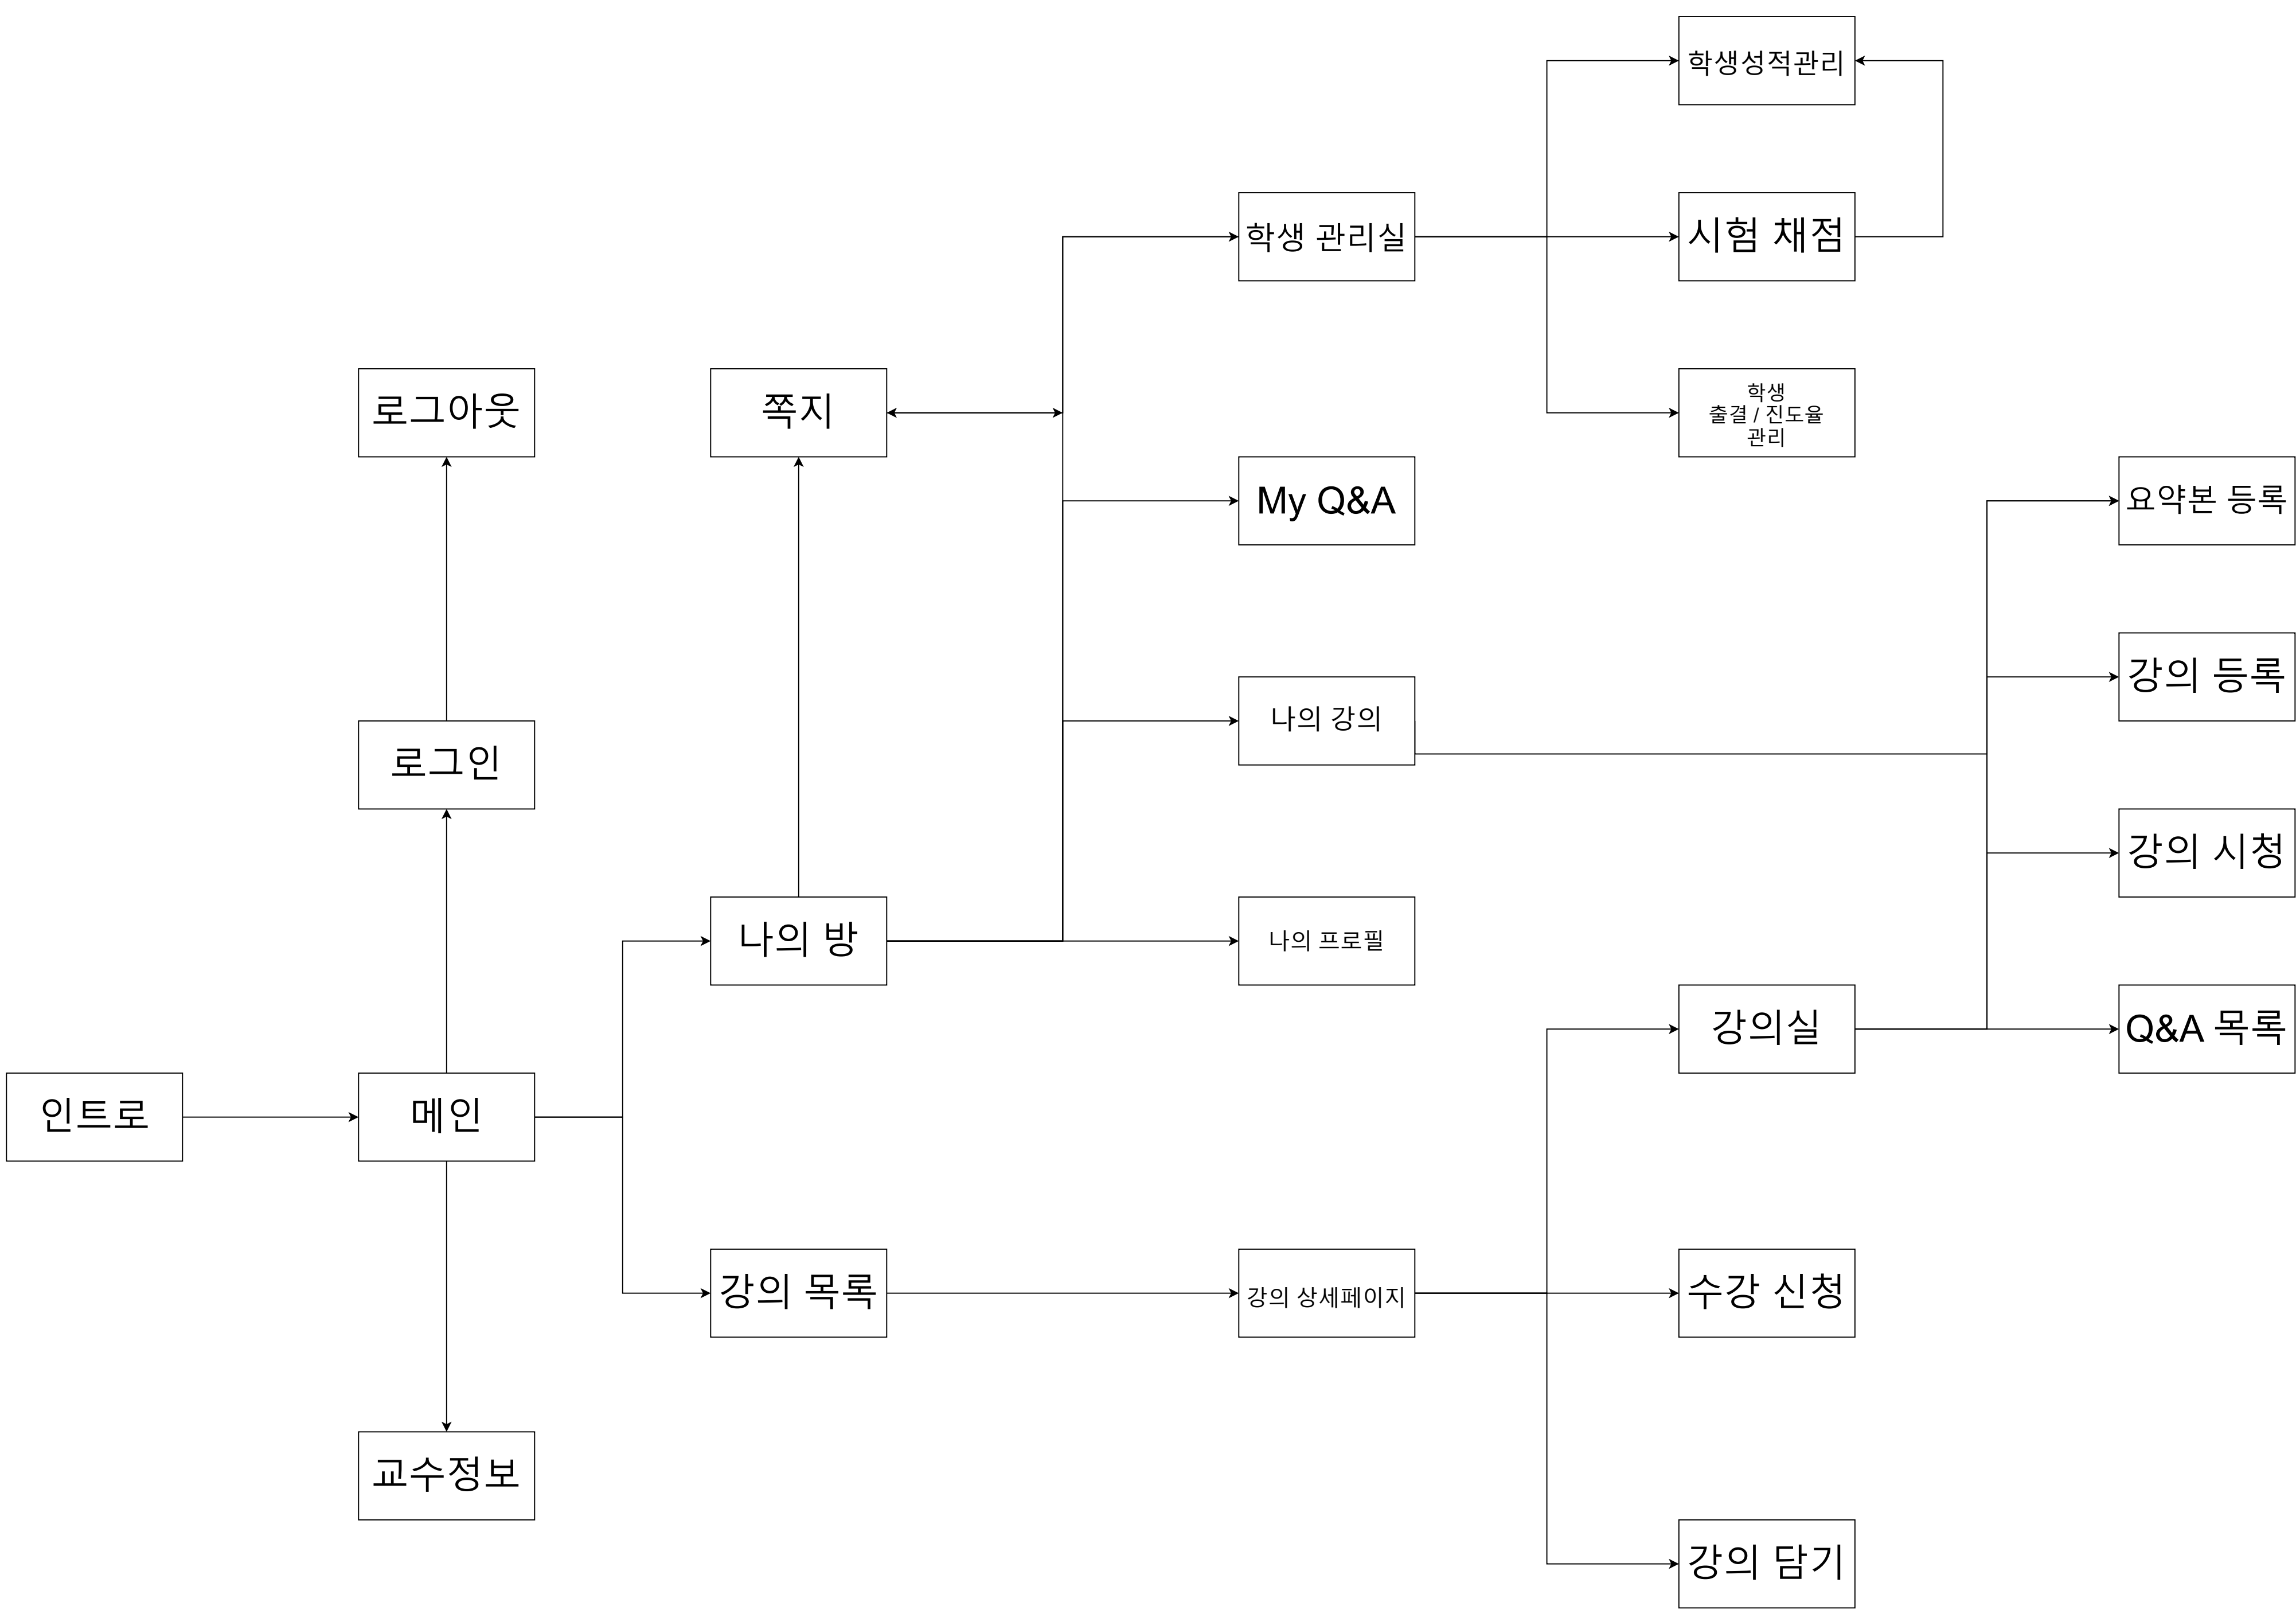 학생성적관리
학생 관리실
시험 채점
로그아웃
쪽지
학생
출결 / 진도율
관리
My Q&A
요약본 등록
나의 강의
강의 등록
로그인
강의 시청
나의 방
나의 프로필
강의실
Q&A 목록
인트로
메인
강의 목록
강의 상세페이지
수강 신청
교수정보
강의 담기